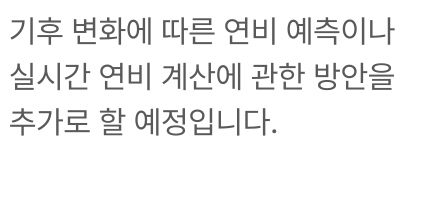 기후 변화에 따른 연비 예측이나
실시간 연비 계산에 관한 방안을
추가로 할 예정입니다.